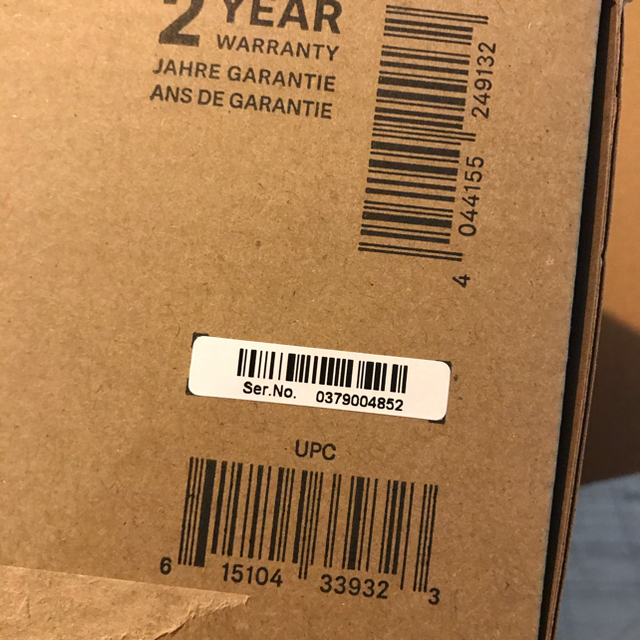 2 YEAR
WARRANTY
JAHRE GARANTIE
ANS DE GARANTIE
4 044155 249132
Ser.No. 0379004852
UPC
6 15104 33932 3